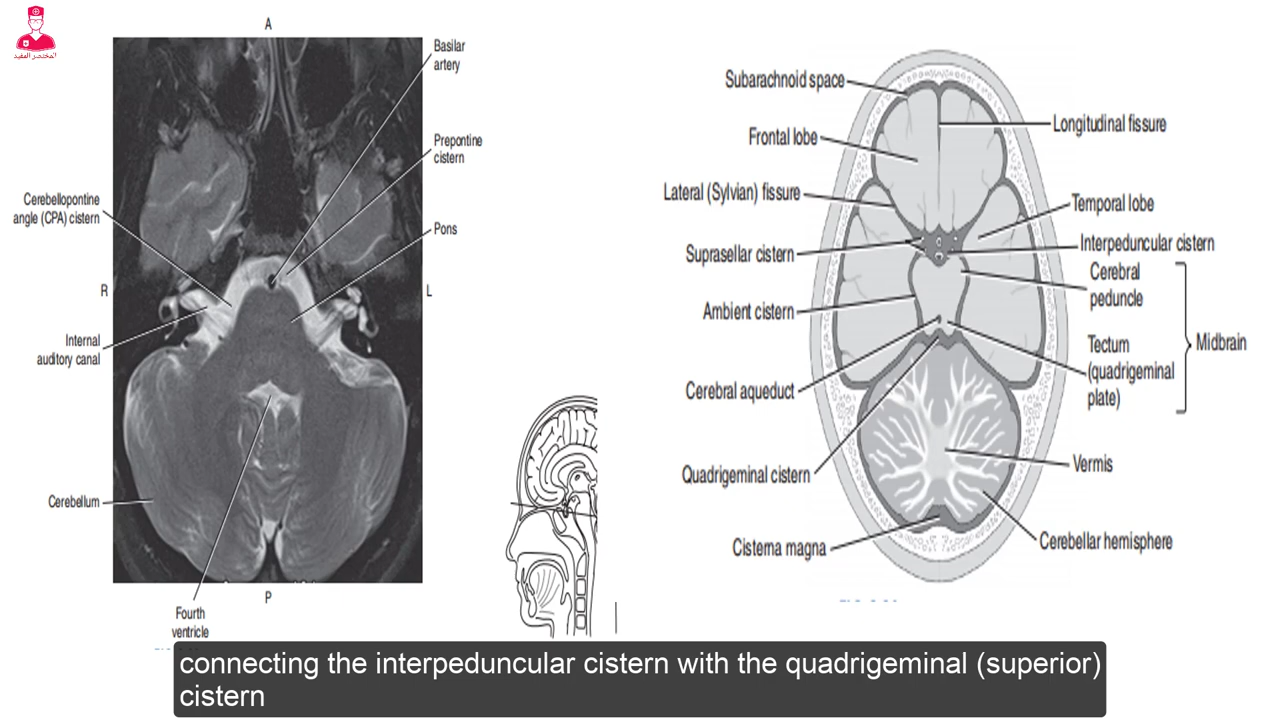 المختصر المفيد
A
Basilar
artery
Prepontine
cistern
Cerebellopontine
angle (CPA) cistern
Pons
R
L
Internal
auditory canal
Cerebellum
P
Fourth
ventricle
Subarachnoid space
Longitudinal fissure
Frontal lobe
Lateral (Sylvian) fissure
Temporal lobe
Suprasellar cistern
Interpeduncular cistern
Cerebral
peduncle
Ambient cistern
Midbrain
Tectum
(quadrigeminal
plate)
Cerebral aqueduct
Quadrigeminal cistern
Vermis
Cisterna magna
Cerebellar hemisphere
connecting the interpeduncular cistern with the quadrigeminal (superior)
cistern